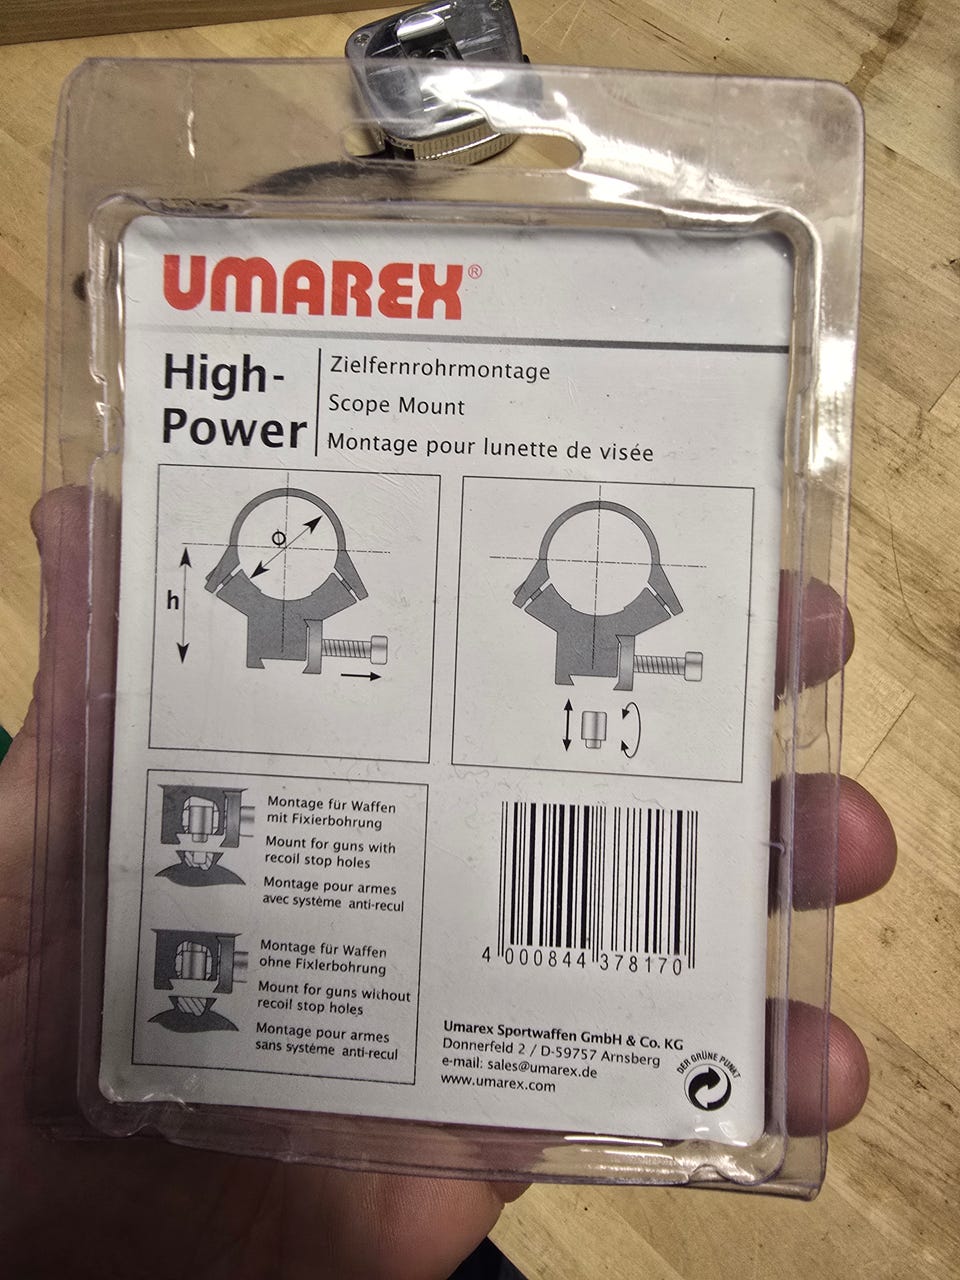 UMAREX®
High-
Power
Zielfernrohrmontage
Scope Mount
Montage pour lunette de visée
Φ
h
Montage für Waffen
mit Fixierbohrung
Mount for guns with
recoil stop holes
Montage pour armes
avec système anti-recul
Montage für Waffen
ohne Fixierbohrung
Mount for guns without
recoil stop holes
Montage pour armes
sans système anti-recul
4 000844 378170
Umarex Sportwaffen GmbH & Co. KG
Donnerfeld 2 / D-59757 Arnsberg
e-mail: sales@umarex.de
www.umarex.com
DER GRÜNE PUNKT